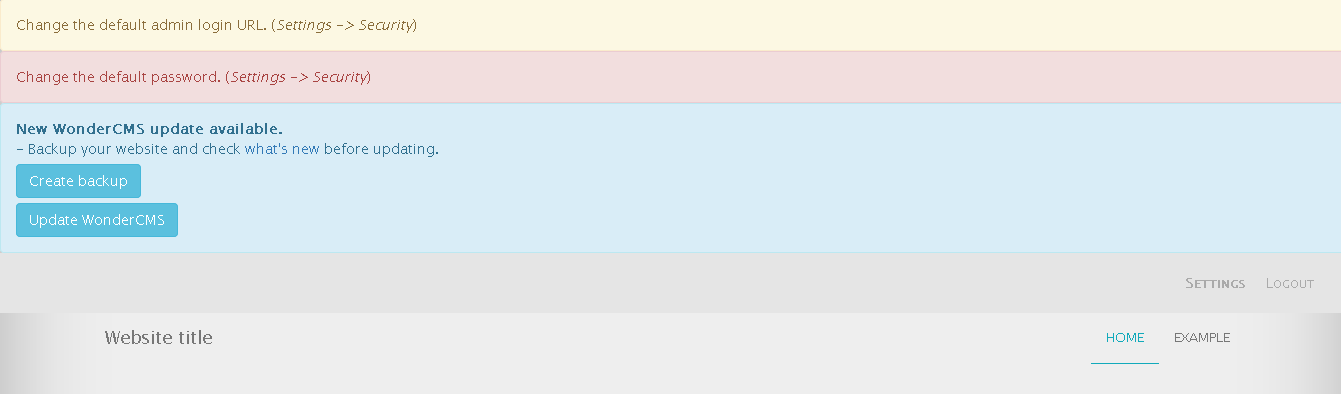 Change the default admin login URL. (Settings -> Security)
Change the default password. (Settings -> Security)
New WonderCMS update available.
- Backup your website and check what's new before updating.
Create backup
Update WonderCMS
SETTINGS LOGOUT
Website title HOME EXAMPLE